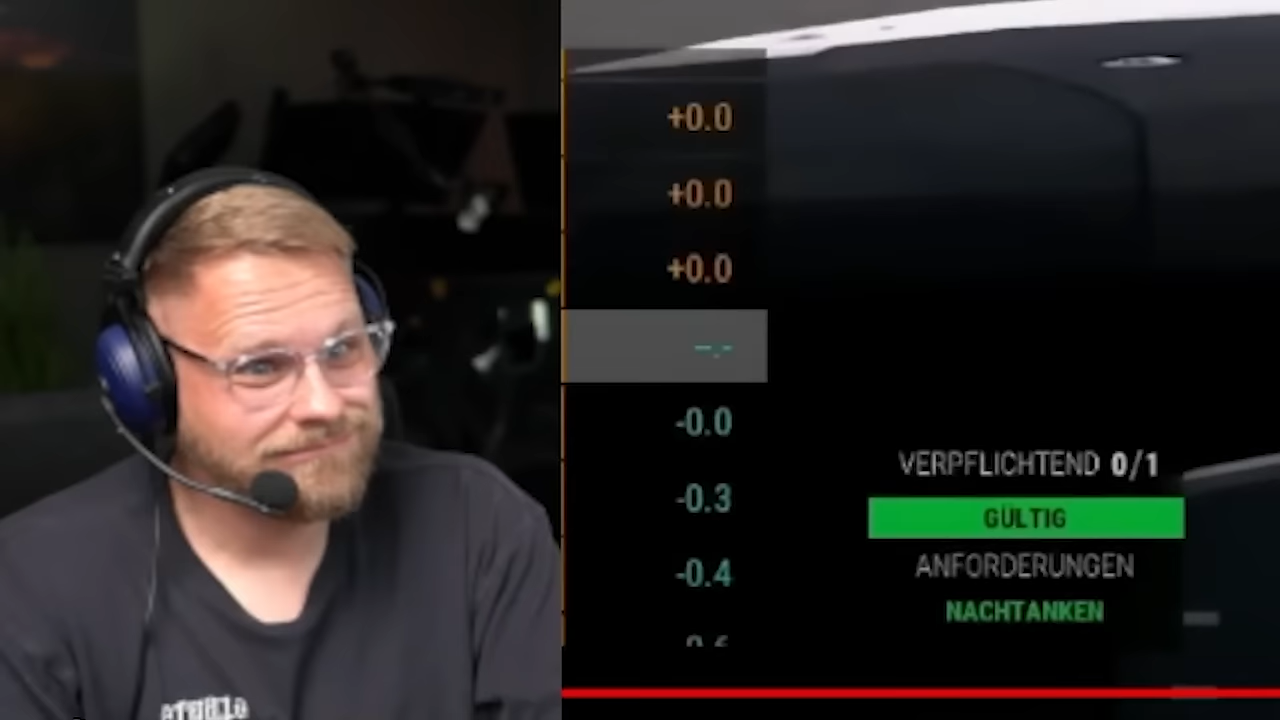 +0.0
+0.0
+0.0
--.-
-0.0
-0.3
-0.4
VERPFLICHTEND 0/1
GÜLTIG
ANFORDERUNGEN
NACHTANKEN